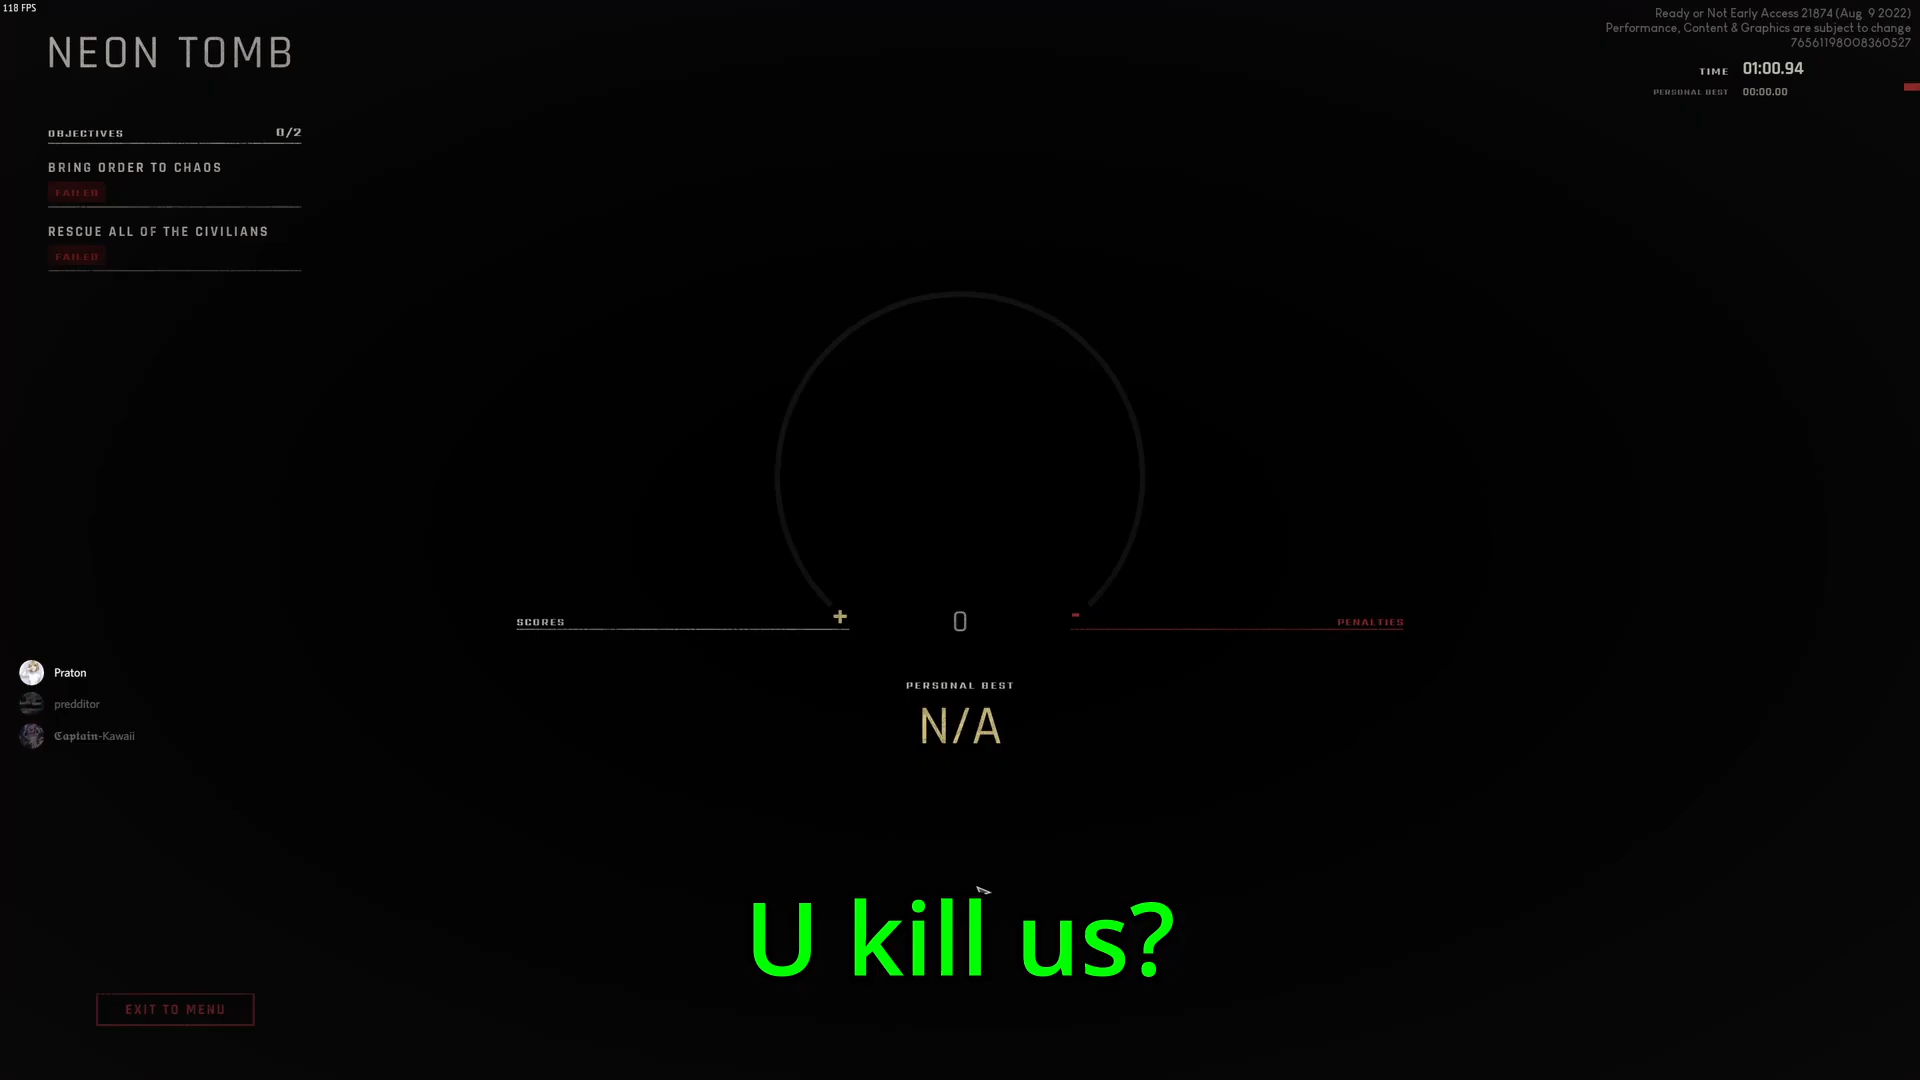 118 FPS
Ready or Not Early Access 21874 (Aug 9 2022)
Performance, Content & Graphics are subject to change
76561198008360527
NEON TOMB
TIME 01:00.94
PERSONAL BEST 00:00.00
OBJECTIVES 0/2
BRING ORDER TO CHAOS
FAILED
RESCUE ALL OF THE CIVILIANS
FAILED
SCORES + 0 - PENALTIES
Praton
predditor
Captain-Kawaii
PERSONAL BEST
N/A
U kill us?
EXIT TO MENU